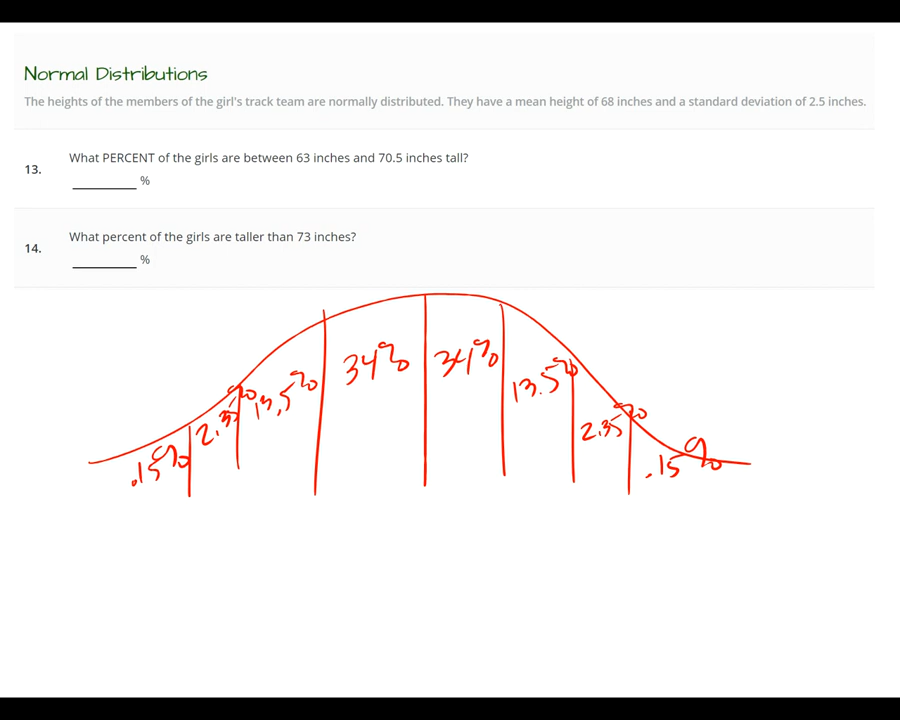 Normal Distributions
The heights of the members of the girl's track team are normally distributed. They have a mean height of 68 inches and a standard deviation of 2.5 inches.
13.
What PERCENT of the girls are between 63 inches and 70.5 inches tall?
________ %
14.
What percent of the girls are taller than 73 inches?
________ %
.15% 2.35% 13.5% 34% 34% 13.5% 2.35% .15%